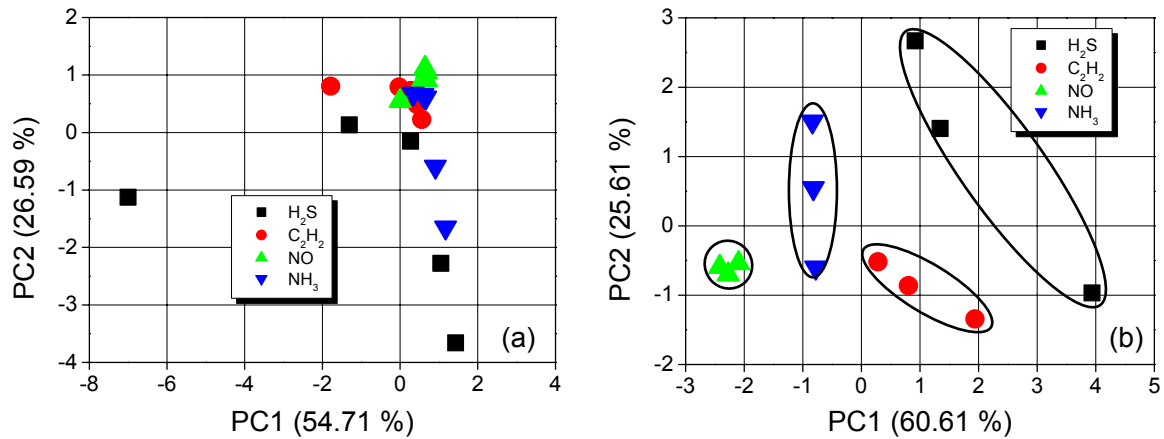 2
1
0
-1
-2
-3
-4
-8
-6
-4
-2
0
2
4
PC2 (26.59 %)
PC1 (54.71 %)
H₂S
C₂H₂
NO
NH₃
(a)
3
2
1
0
-1
-2
-3
-2
-1
0
1
2
3
4
5
PC2 (25.61 %)
PC1 (60.61 %)
H₂S
C₂H₂
NO
NH₃
(b)